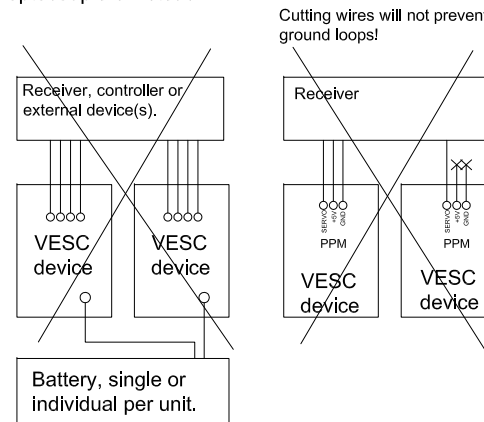 Cutting wires will not prevent
ground loops!
Receiver, controller or
external device(s).
VESC
device
VESC
device
Battery, single or
individual per unit.
Receiver
SERVO
+5V
GND
PPM
VESC
device
SERVO
+5V
GND
PPM
VESC
device